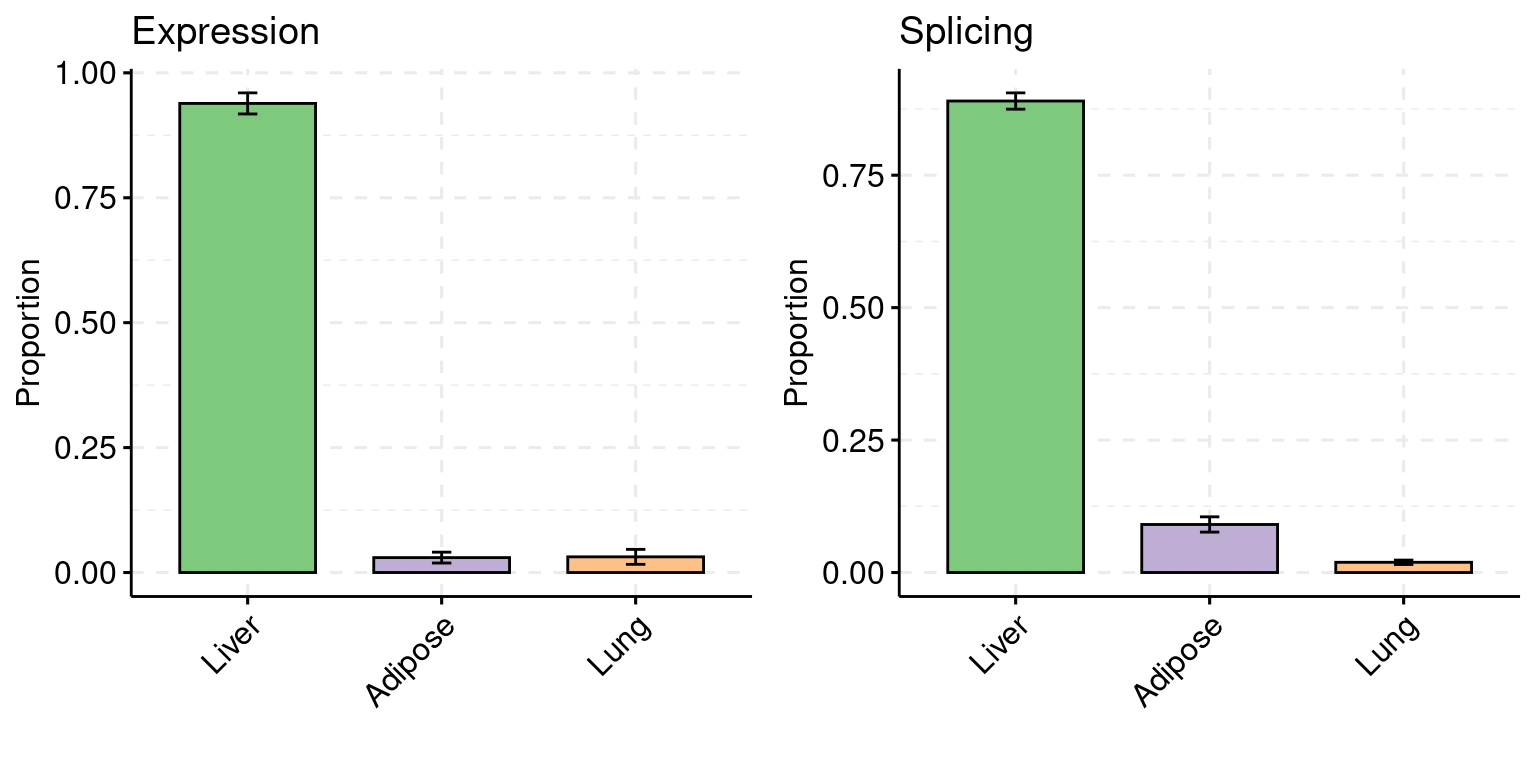 Expression
Proportion
1.00
0.75
0.50
0.25
0.00
Liver
Adipose
Lung
Splicing
Proportion
0.75
0.50
0.25
0.00
Liver
Adipose
Lung